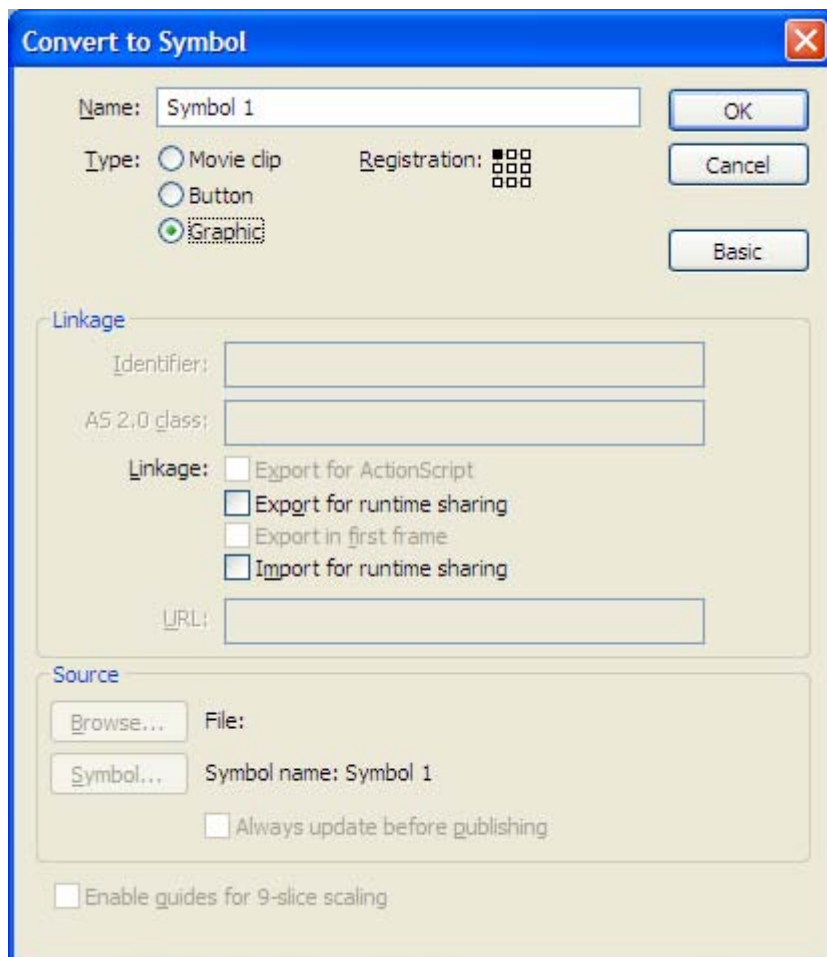 Convert to Symbol
Name: Symbol 1
OK
Type: Movie clip
Registration:
Cancel
Button
Graphic
Basic
Linkage
Identifier:
AS 2.0 class:
Linkage: Export for ActionScript
Export for runtime sharing
Export in first frame
Import for runtime sharing
URL:
Source
Browse... File:
Symbol... Symbol name: Symbol 1
Always update before publishing
Enable guides for 9-slice scaling